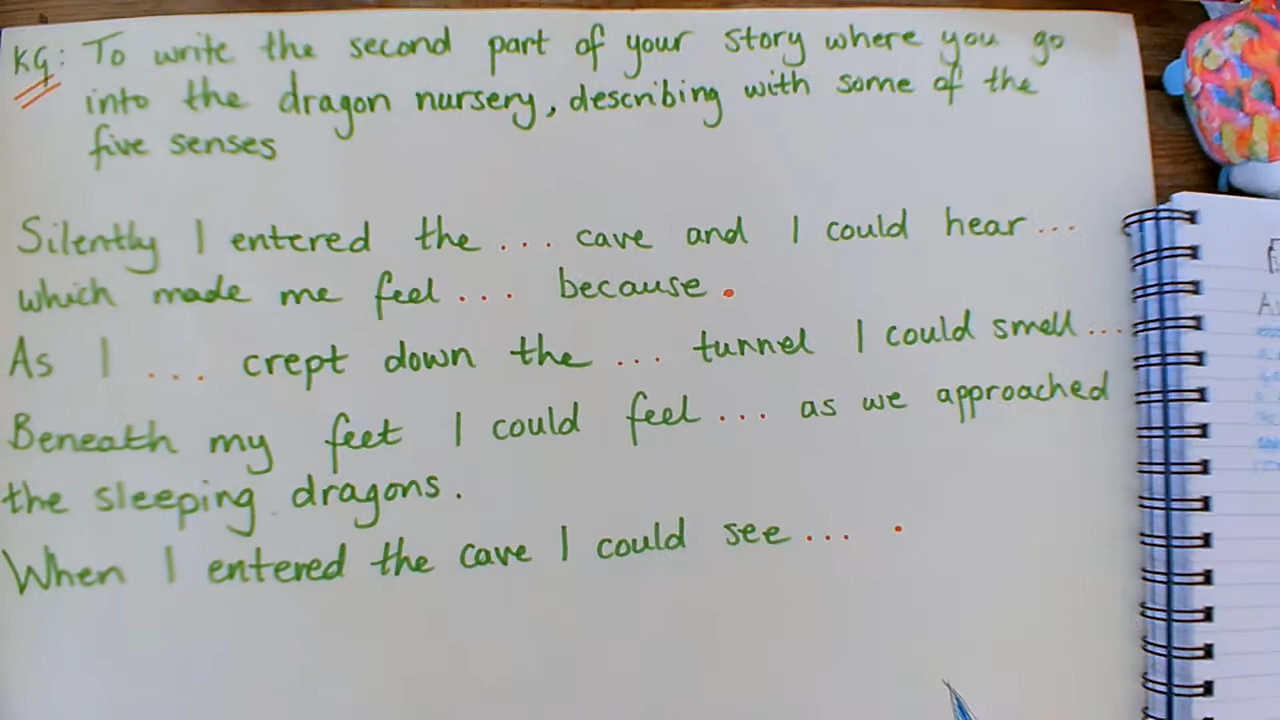 KG: To write the second part of your story where you go
into the dragon nursery, describing with some of the
five senses
Silently I entered the ... cave and I could hear ...
which made me feel ... because .
As I ... crept down the ... tunnel I could smell ...
Beneath my feet I could feel ... as we approached
the sleeping dragons.
When I entered the cave I could see ... .